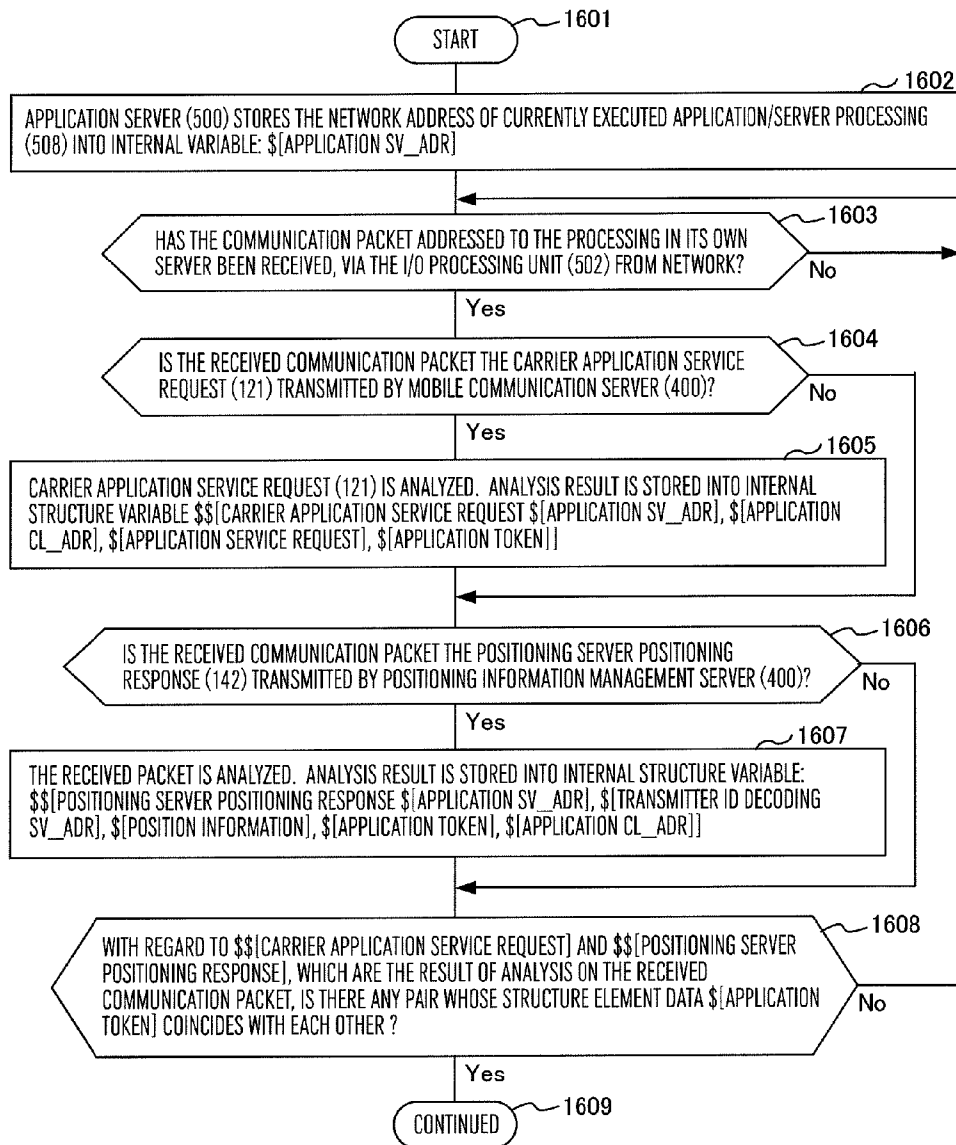 1601
START
1602
APPLICATION SERVER (500) STORES THE NETWORK ADDRESS OF CURRENTLY EXECUTED APPLICATION/SERVER PROCESSING
(508) INTO INTERNAL VARIABLE: $[APPLICATION SV_ADR]
1603
HAS THE COMMUNICATION PACKET ADDRESSED TO THE PROCESSING IN ITS OWN
SERVER BEEN RECEIVED, VIA THE I/O PROCESSING UNIT (502) FROM NETWORK?
No
Yes
1604
IS THE RECEIVED COMMUNICATION PACKET THE CARRIER APPLICATION SERVICE
REQUEST (121) TRANSMITTED BY MOBILE COMMUNICATION SERVER (400)?
No
Yes
1605
CARRIER APPLICATION SERVICE REQUEST (121) IS ANALYZED. ANALYSIS RESULT IS STORED INTO INTERNAL
STRUCTURE VARIABLE $$[CARRIER APPLICATION SERVICE REQUEST $[APPLICATION SV_ADR], $[APPLICATION
CL_ADR], $[APPLICATION SERVICE REQUEST], $[APPLICATION TOKEN]]
1606
IS THE RECEIVED COMMUNICATION PACKET THE POSITIONING SERVER POSITIONING
RESPONSE (142) TRANSMITTED BY POSITIONING INFORMATION MANAGEMENT SERVER (400)?
No
Yes
1607
THE RECEIVED PACKET IS ANALYZED. ANALYSIS RESULT IS STORED INTO INTERNAL STRUCTURE VARIABLE:
$$[POSITIONING SERVER POSITIONING RESPONSE $[APPLICATION SV_ADR], $[TRANSMITTER ID DECODING
SV_ADR], $[POSITION INFORMATION], $[APPLICATION TOKEN], $[APPLICATION CL_ADR]]
1608
WITH REGARD TO $$[CARRIER APPLICATION SERVICE REQUEST] AND $$[POSITIONING SERVER
POSITIONING RESPONSE], WHICH ARE THE RESULT OF ANALYSIS ON THE RECEIVED
COMMUNICATION PACKET, IS THERE ANY PAIR WHOSE STRUCTURE ELEMENT DATA $[APPLICATION
TOKEN] COINCIDES WITH EACH OTHER ?
No
Yes
1609
CONTINUED